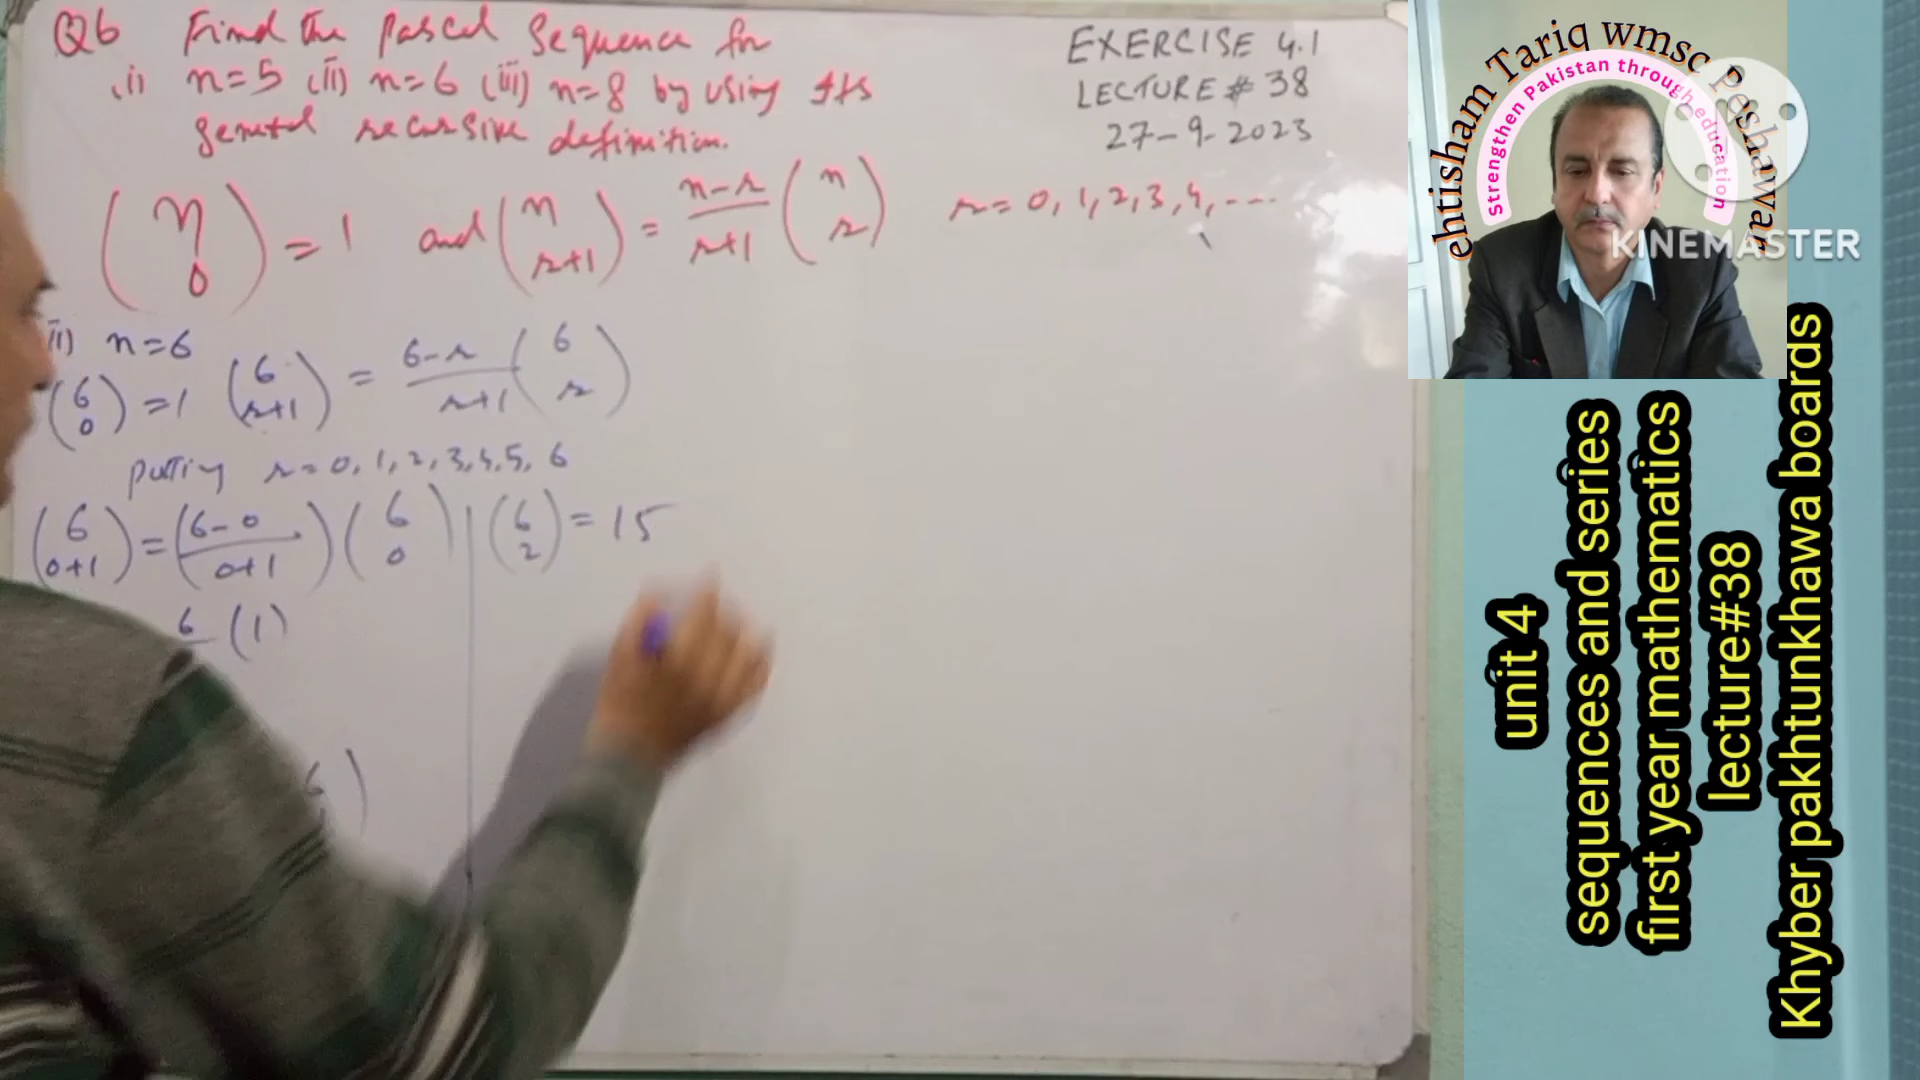 Q6 Find the Pascal Sequence for
(i) n=5 (ii) n=6 (iii) n=8 by using its
general recursive definition.
EXERCISE 4.1
LECTURE # 38
27-9-2023
(n 0) = 1 and (n r+1) = n-r/r+1 (n r) r = 0, 1, 2, 3, 4, ...
ii) n=6
(6 0) = 1 (6 r+1) = 6-r/r+1 (6 r)
putting r = 0, 1, 2, 3, 4, 5, 6
(6 0+1) = (6-0/0+1) (6 0) | (6 2) = 15
6 (1)
ehtisham Tariq wmsc Peshawar
Strengthen Pakistan through education
KINEMASTER
unit 4
sequences and series
first year mathematics
lecture#38
Khyber pakhtunkhawa boards